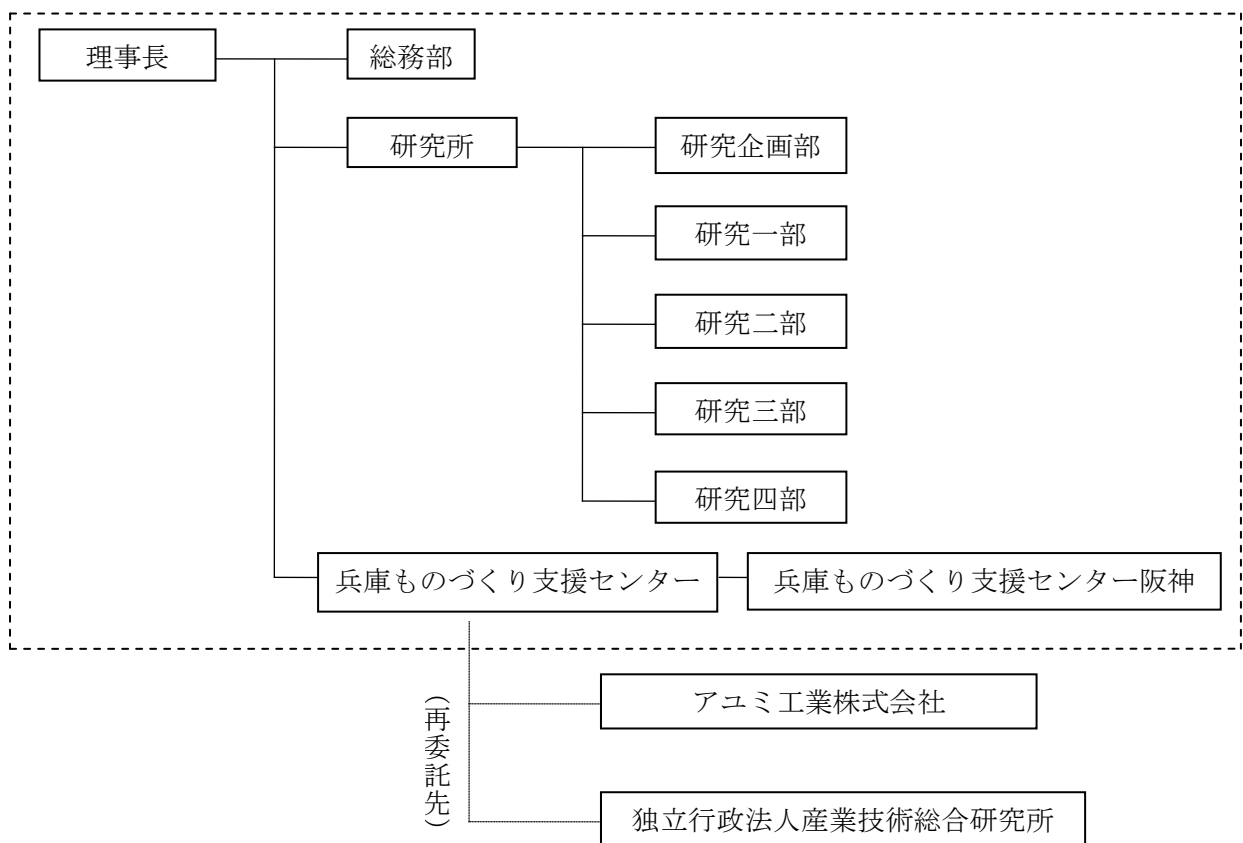 理事長
総務部
研究所
研究企画部
研究一部
研究二部
研究三部
研究四部
兵庫ものづくり支援センター
兵庫ものづくり支援センター阪神
(再委託先)
アユミ工業株式会社
独立行政法人産業技術総合研究所